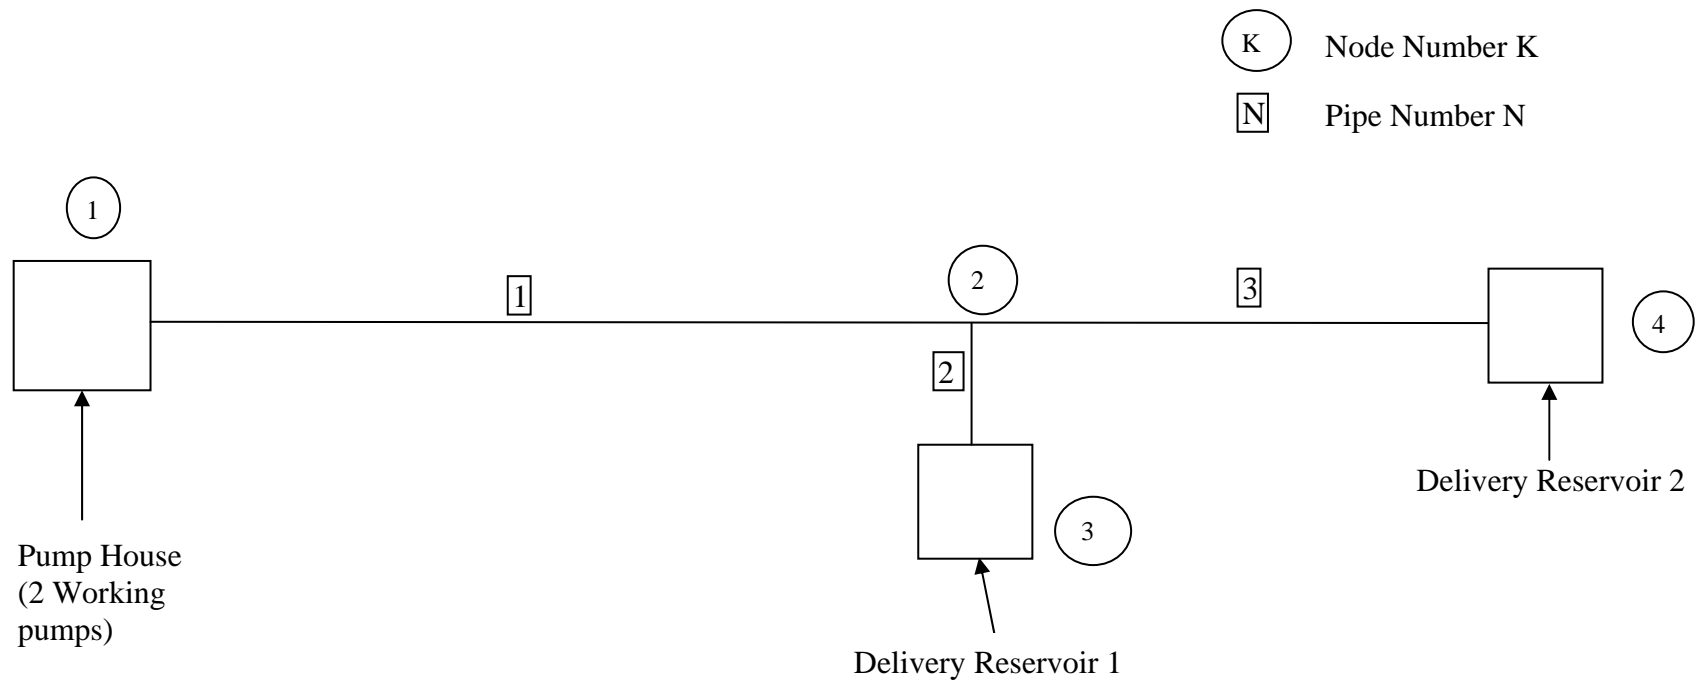 K Node Number K
N Pipe Number N
1
2
1
3
4
2
Delivery Reservoir 2
3
Pump House
(2 Working
pumps)
Delivery Reservoir 1